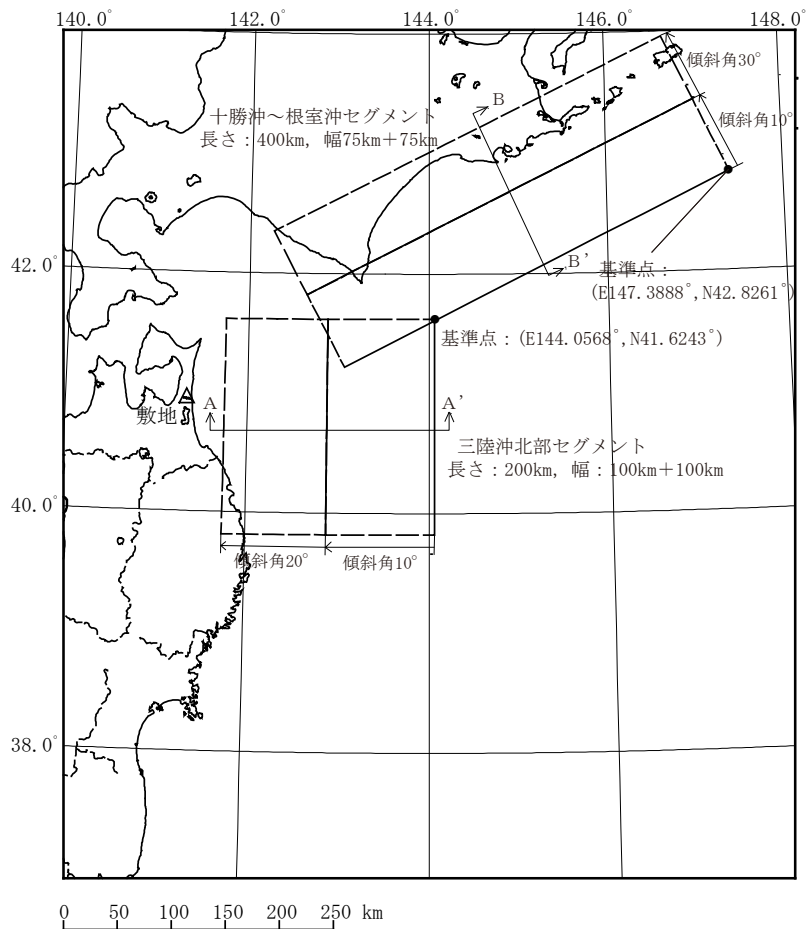 140.0°
142.0°
144.0°
146.0°
148.0°
傾斜角30°
B
十勝沖～根室沖セグメント
長さ：400km, 幅75km＋75km
傾斜角10°
42.0°
B'
基準点：
(E147.3888°,N42.8261°)
基準点：(E144.0568°,N41.6243°)
敷地
A
A'
三陸沖北部セグメント
長さ：200km, 幅：100km＋100km
40.0°
傾斜角20°
傾斜角10°
38.0°
0 50 100 150 200 250 km